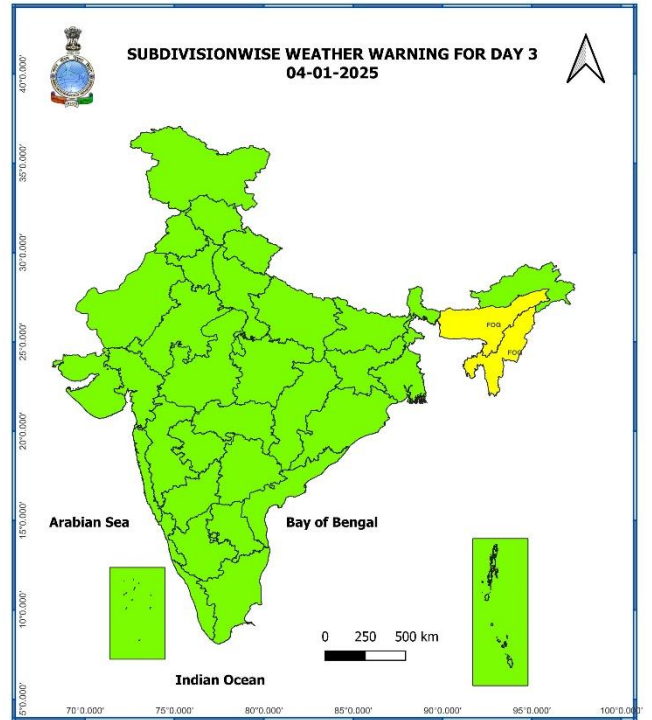 SUBDIVISIONWISE WEATHER WARNING FOR DAY 3
04-01-2025
40°0.000'
35°0.000'
30°0.000'
25°0.000'
20°0.000'
15°0.000'
10°0.000'
5°0.000'
FOG
FOG
Arabian Sea
Bay of Bengal
0 250 500 km
Indian Ocean
70°0.000' 75°0.000' 80°0.000' 85°0.000' 90°0.000' 95°0.000' 100°0.000'